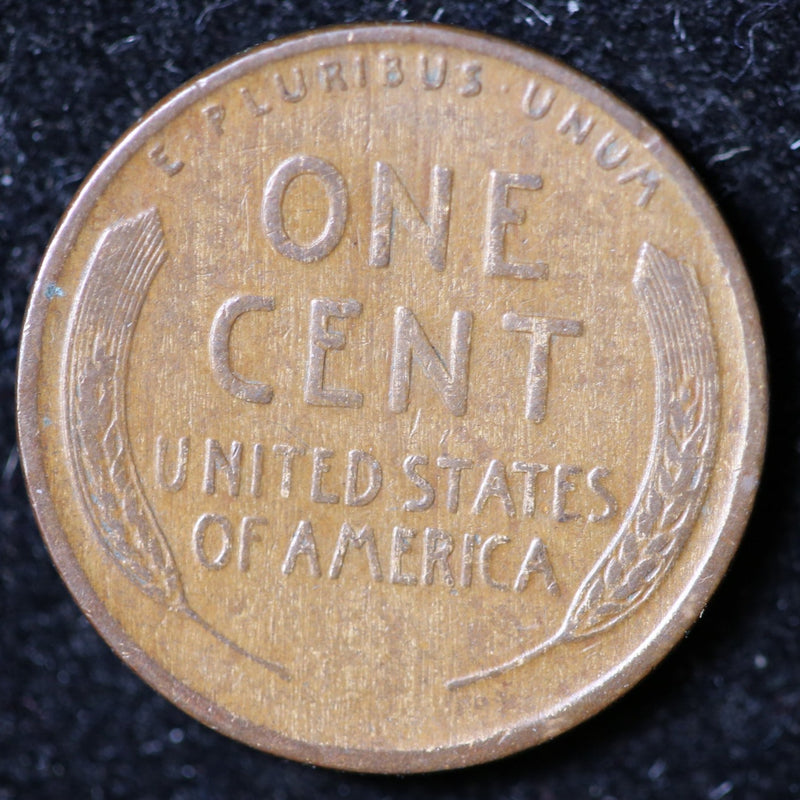 E · PLURIBUS · UNUM
ONE
CENT
UNITED STATES
OF AMERICA